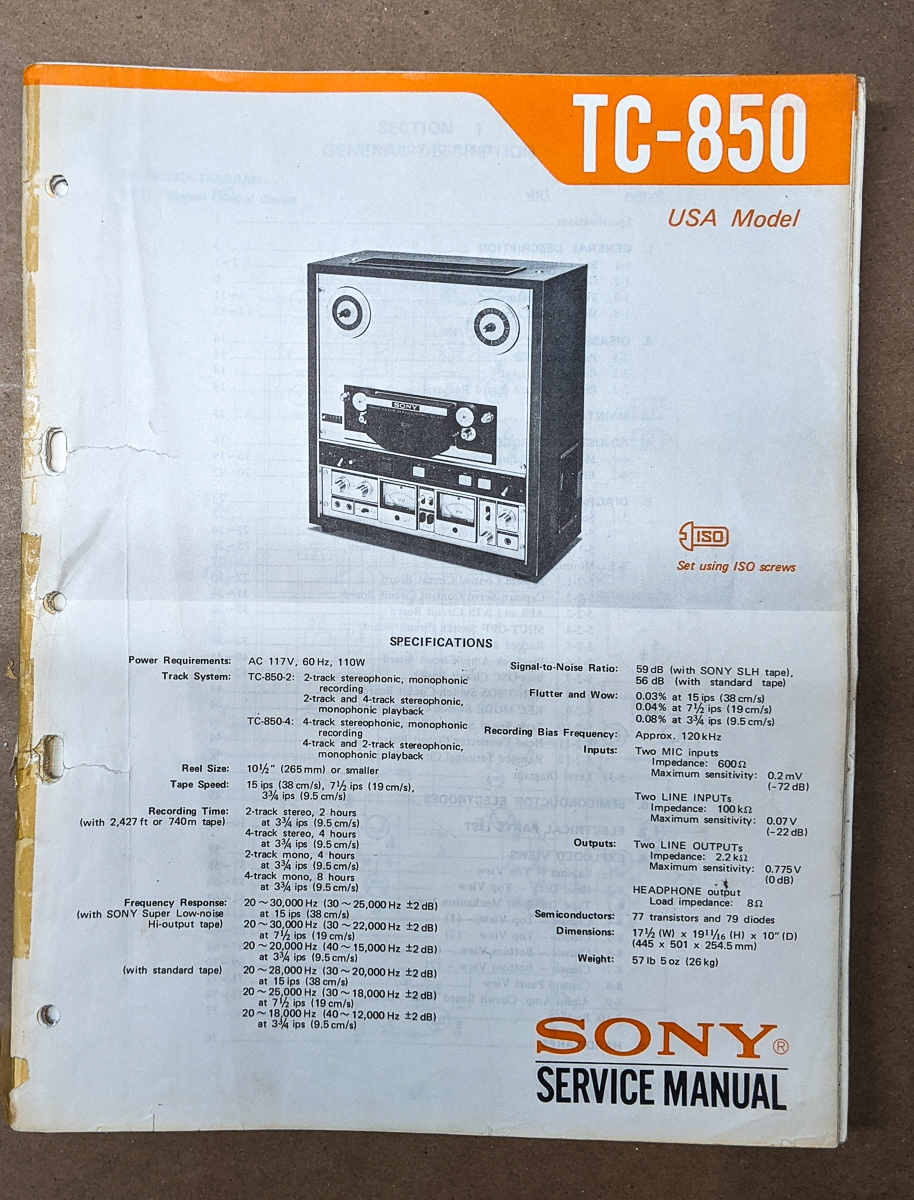 TC-850
USA Model
SONY
ISO
Set using ISO screws
SPECIFICATIONS
Power Requirements: AC 117V, 60 Hz, 110W
Track System: TC-850-2: 2-track stereophonic, monophonic
recording
2-track and 4-track stereophonic,
monophonic playback
TC-850-4: 4-track stereophonic, monophonic
recording
4-track and 2-track stereophonic,
monophonic playback
Reel Size: 10½" (265 mm) or smaller
Tape Speed: 15 ips (38 cm/s), 7½ ips (19 cm/s),
3¾ ips (9.5 cm/s)
Recording Time: 2-track stereo, 2 hours
(with 2,427 ft or 740m tape) at 3¾ ips (9.5 cm/s)
4-track stereo, 4 hours
at 3¾ ips (9.5 cm/s)
2-track mono, 4 hours
at 3¾ ips (9.5 cm/s)
4-track mono, 8 hours
at 3¾ ips (9.5 cm/s)
Frequency Response: 20 ~ 30,000 Hz (30 ~ 25,000 Hz ±2 dB)
(with SONY Super Low-noise at 15 ips (38 cm/s)
Hi-output tape) 20 ~ 30,000 Hz (30 ~ 22,000 Hz ±2 dB)
at 7½ ips (19 cm/s)
20 ~ 20,000 Hz (40 ~ 15,000 Hz ±2 dB)
at 3¾ ips (9.5 cm/s)
(with standard tape) 20 ~ 28,000 Hz (30 ~ 20,000 Hz ±2 dB)
at 15 ips (38 cm/s)
20 ~ 25,000 Hz (30 ~ 18,000 Hz ±2 dB)
at 7½ ips (19 cm/s)
20 ~ 18,000 Hz (40 ~ 12,000 Hz ±2 dB)
at 3¾ ips (9.5 cm/s)
Signal-to-Noise Ratio: 59 dB (with SONY SLH tape),
56 dB (with standard tape)
Flutter and Wow: 0.03% at 15 ips (38 cm/s)
0.04% at 7½ ips (19 cm/s)
0.08% at 3¾ ips (9.5 cm/s)
Recording Bias Frequency: Approx. 120 kHz
Inputs: Two MIC inputs
Impedance: 600Ω
Maximum sensitivity: 0.2 mV
(−72 dB)
Two LINE INPUTs
Impedance: 100 kΩ
Maximum sensitivity: 0.07 V
(−22 dB)
Outputs: Two LINE OUTPUTs
Impedance: 2.2 kΩ
Maximum sensitivity: 0.775V
(0 dB)
HEADPHONE output
Load impedance: 8Ω
Semiconductors: 77 transistors and 79 diodes
Dimensions: 17½ (W) x 19¹¹⁄₁₆ (H) x 10" (D)
(445 x 501 x 254.5 mm)
Weight: 57 lb 5 oz (26 kg)
SONY®
SERVICE MANUAL